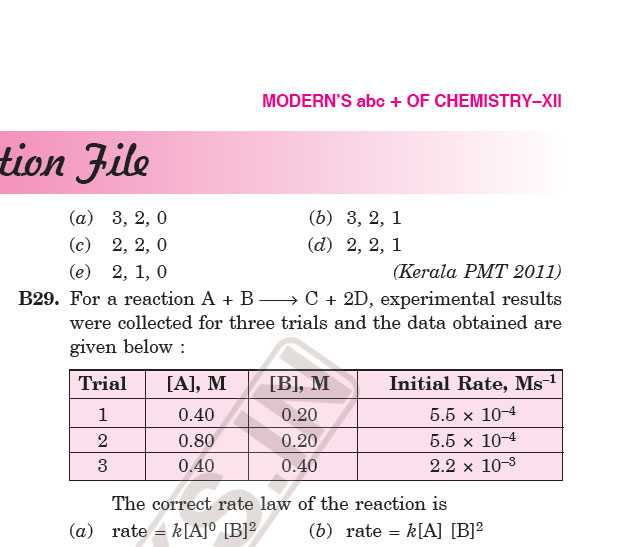 MODERN'S abc + OF CHEMISTRY–XII
tion File
(a) 3, 2, 0 (b) 3, 2, 1
(c) 2, 2, 0 (d) 2, 2, 1
(e) 2, 1, 0 (Kerala PMT 2011)
B29. For a reaction A + B ⟶ C + 2D, experimental results
were collected for three trials and the data obtained are
given below :
Trial [A], M [B], M Initial Rate, Ms⁻¹
1 0.40 0.20 5.5 × 10⁻⁴
2 0.80 0.20 5.5 × 10⁻⁴
3 0.40 0.40 2.2 × 10⁻³
The correct rate law of the reaction is
(a) rate = k[A]⁰ [B]² (b) rate = k[A] [B]²